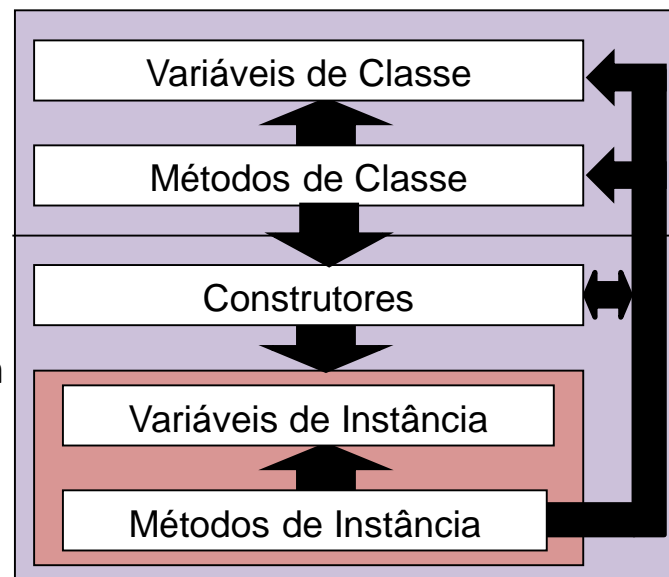 Variáveis de Classe
Métodos de Classe
Construtores
Variáveis de Instância
Métodos de Instância